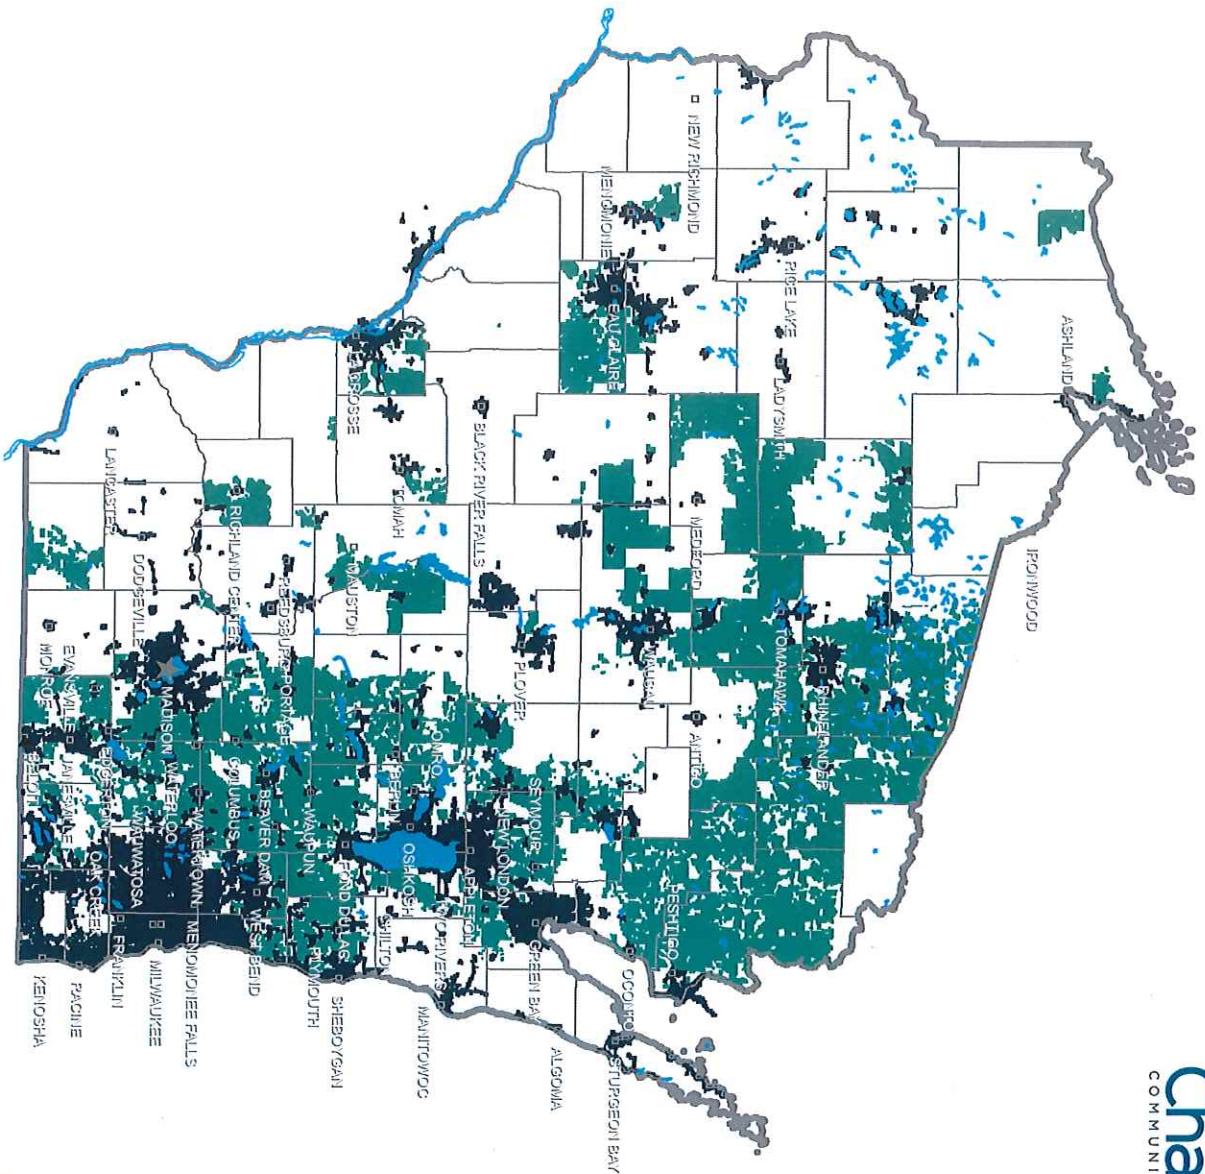 Cha
COMMUNI
ASHLAND
IRONWOOD
RICE LAKE
LADYSMITH
NEW RICHMOND
MENOMONIE
EAU CLAIRE
MEDFORD
TOMAHAWK
RHINELANDER
ANTIGO
WAUSAU
BLACK RIVER FALLS
PLOVER
PESHTIGO
OCONTO
STURGEON BAY
ALGOMA
GREEN BAY
SEYMOUR
NEW LONDON
APPLETON
LA CROSSE
TOMAH
MAUSTON
OMRO
OSHKOSH
BERLIN
TWO RIVERS
MANITOWOC
CHILTON
FOND DU LAC
SHEBOYGAN
PLYMOUTH
WAUPUN
BEAVER DAM
WEST BEND
RICHLAND CENTER
REEDSBURG
PORTAGE
COLUMBUS
WATERTOWN
MENOMONEE FALLS
MILWAUKEE
WAUWATOSA
WATERLOO
MADISON
DODGEVILLE
LANCASTER
FRANKLIN
OAK CREEK
RACINE
KENOSHA
EDGERTON
JANESVILLE
EVANSVILLE
MONROE
BELOIT